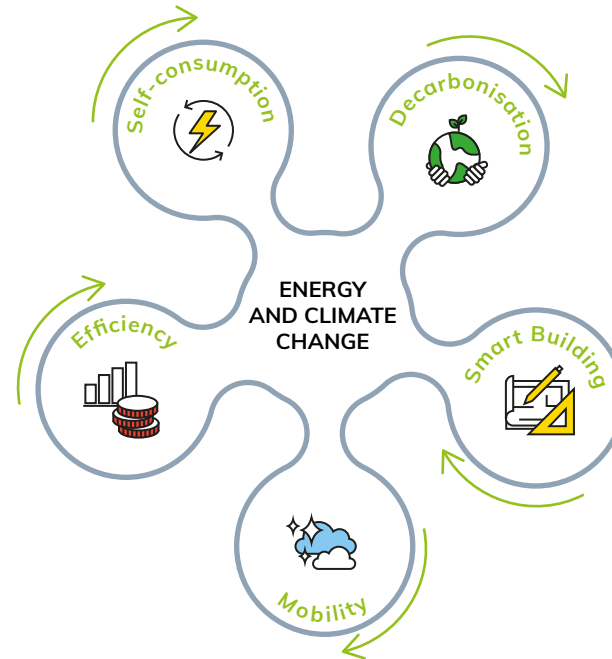 Self-consumption
Decarbonisation
ENERGY
AND CLIMATE
CHANGE
Efficiency
Smart Building
Mobility